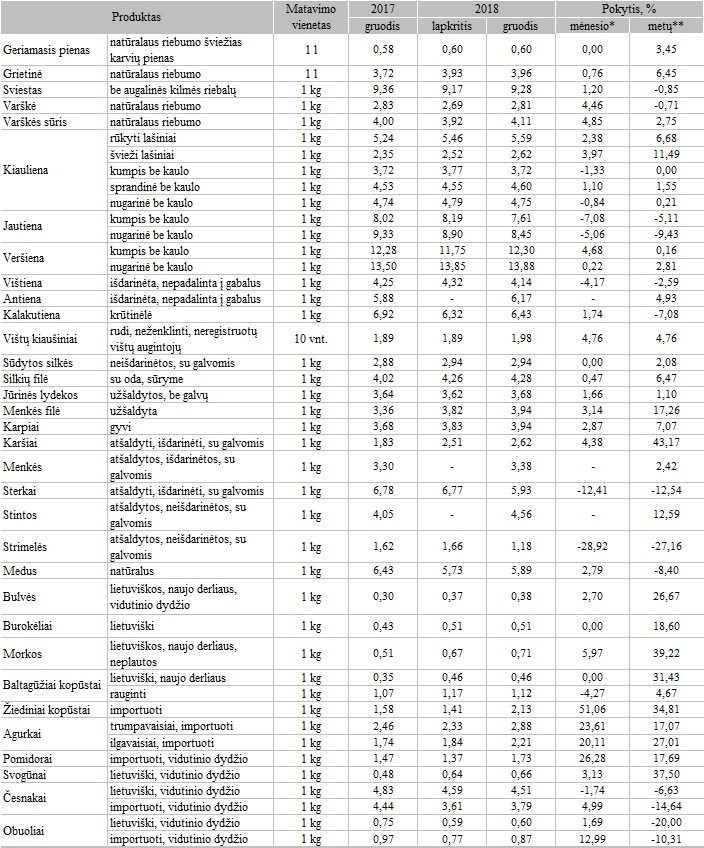 Produktas Matavimo vienetas 2017 2018 Pokytis, %
gruodis lapkritis gruodis mėnesio* metų**
Geriamasis pienas natūralaus riebumo šviežias karvių pienas 1 l 0,58 0,60 0,60 0,00 3,45
Grietinė natūralaus riebumo 1 l 3,72 3,93 3,96 0,76 6,45
Sviestas be augalinės kilmės riebalų 1 kg 9,36 9,17 9,28 1,20 -0,85
Varškė natūralaus riebumo 1 kg 2,83 2,69 2,81 4,46 -0,71
Varškės sūris natūralaus riebumo 1 kg 4,00 3,92 4,11 4,85 2,75
Kiauliena rūkyti lašiniai 1 kg 5,24 5,46 5,59 2,38 6,68
švieži lašiniai 1 kg 2,35 2,52 2,62 3,97 11,49
kumpis be kaulo 1 kg 3,72 3,77 3,72 -1,33 0,00
sprandinė be kaulo 1 kg 4,53 4,55 4,60 1,10 1,55
nugarinė be kaulo 1 kg 4,74 4,79 4,75 -0,84 0,21
Jautiena kumpis be kaulo 1 kg 8,02 8,19 7,61 -7,08 -5,11
nugarinė be kaulo 1 kg 9,33 8,90 8,45 -5,06 -9,43
Veršiena kumpis be kaulo 1 kg 12,28 11,75 12,30 4,68 0,16
nugarinė be kaulo 1 kg 13,50 13,85 13,88 0,22 2,81
Vištiena išdarinėta, nepadalinta į gabalus 1 kg 4,25 4,32 4,14 -4,17 -2,59
Antiena išdarinėta, nepadalinta į gabalus 1 kg 5,88 - 6,17 - 4,93
Kalakutiena krūtinėlė 1 kg 6,92 6,32 6,43 1,74 -7,08
Vištų kiaušiniai rudi, neženklinti, neregistruotų vištų augintojų 10 vnt. 1,89 1,89 1,98 4,76 4,76
Sūdytos silkės neišdarinėtos, su galvomis 1 kg 2,88 2,94 2,94 0,00 2,08
Silkių filė su oda, sūryme 1 kg 4,02 4,26 4,28 0,47 6,47
Jūrinės lydekos užšaldytos, be galvų 1 kg 3,64 3,62 3,68 1,66 1,10
Menkės filė užšaldyta 1 kg 3,36 3,82 3,94 3,14 17,26
Karpiai gyvi 1 kg 3,68 3,83 3,94 2,87 7,07
Karšiai atšaldyti, išdarinėti, su galvomis 1 kg 1,83 2,51 2,62 4,38 43,17
Menkės atšaldytos, išdarinėtos, su galvomis 1 kg 3,30 - 3,38 - 2,42
Sterkai atšaldyti, išdarinėti, su galvomis 1 kg 6,78 6,77 5,93 -12,41 -12,54
Stintos atšaldytos, neišdarinėtos, su galvomis 1 kg 4,05 - 4,56 - 12,59
Strimelės atšaldytos, neišdarinėtos, su galvomis 1 kg 1,62 1,66 1,18 -28,92 -27,16
Medus natūralus 1 kg 6,43 5,73 5,89 2,79 -8,40
Bulvės lietuviškos, naujo derliaus, vidutinio dydžio 1 kg 0,30 0,37 0,38 2,70 26,67
Burokėliai lietuviški 1 kg 0,43 0,51 0,51 0,00 18,60
Morkos lietuviškos, naujo derliaus, neplautos 1 kg 0,51 0,67 0,71 5,97 39,22
Baltagūžiai kopūstai lietuviški, naujo derliaus 1 kg 0,35 0,46 0,46 0,00 31,43
rauginti 1 kg 1,07 1,17 1,12 -4,27 4,67
Žiediniai kopūstai importuoti 1 kg 1,58 1,41 2,13 51,06 34,81
Agurkai trumpavaisiai, importuoti 1 kg 2,46 2,33 2,88 23,61 17,07
ilgavaisiai, importuoti 1 kg 1,74 1,84 2,21 20,11 27,01
Pomidorai importuoti, vidutinio dydžio 1 kg 1,47 1,37 1,73 26,28 17,69
Svogūnai lietuviški, vidutinio dydžio 1 kg 0,48 0,64 0,66 3,13 37,50
Česnakai lietuviški, vidutinio dydžio 1 kg 4,83 4,59 4,51 -1,74 -6,63
importuoti, vidutinio dydžio 1 kg 4,44 3,61 3,79 4,99 -14,64
Obuoliai lietuviški, vidutinio dydžio 1 kg 0,75 0,59 0,60 1,69 -20,00
importuoti, vidutinio dydžio 1 kg 0,97 0,77 0,87 12,99 -10,31